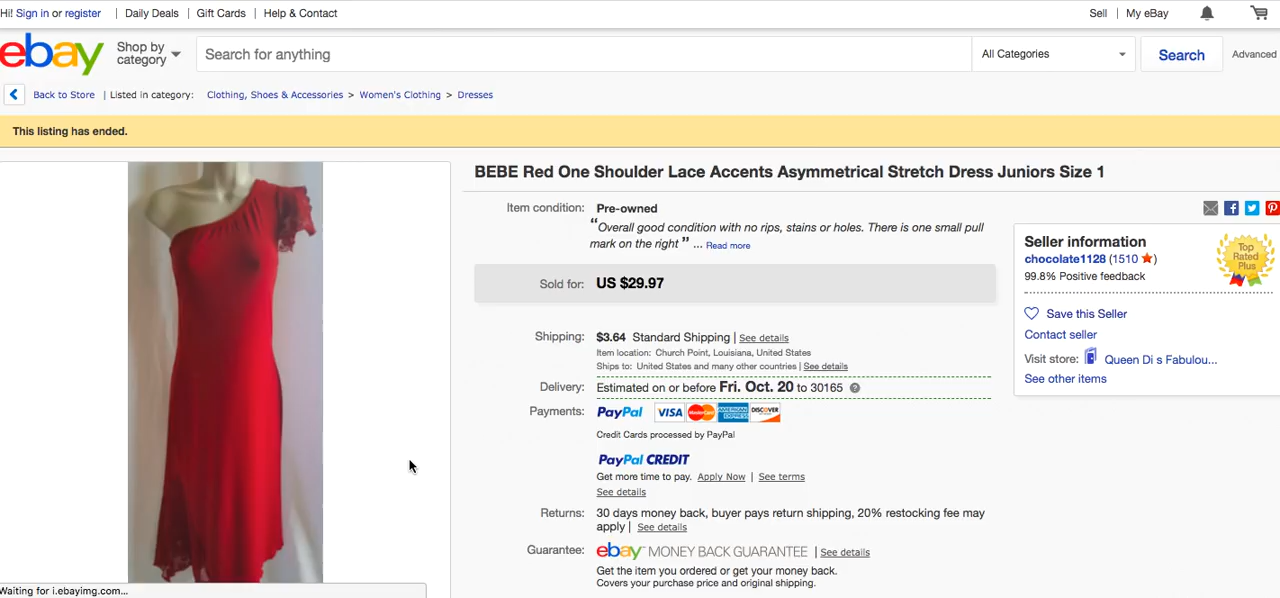 Hi! Sign in or register | Daily Deals | Gift Cards | Help & Contact
Sell | My eBay
ebay
Shop by
category
Search for anything
All Categories
Search
Advanced
Back to Store | Listed in category: Clothing, Shoes & Accessories > Women's Clothing > Dresses
This listing has ended.
BEBE Red One Shoulder Lace Accents Asymmetrical Stretch Dress Juniors Size 1
Item condition: Pre-owned
“Overall good condition with no rips, stains or holes. There is one small pull
mark on the right ” ... Read more
Sold for: US $29.97
Shipping: $3.64 Standard Shipping | See details
Item location: Church Point, Louisiana, United States
Ships to: United States and many other countries | See details
Delivery: Estimated on or before Fri. Oct. 20 to 30165 ?
Payments: PayPal VISA MasterCard AMERICAN EXPRESS DISCOVER
Credit Cards processed by PayPal
PayPal CREDIT
Get more time to pay. Apply Now | See terms
See details
Returns: 30 days money back, buyer pays return shipping, 20% restocking fee may
apply | See details
Guarantee: ebay MONEY BACK GUARANTEE | See details
Get the item you ordered or get your money back.
Covers your purchase price and original shipping.
Seller information
chocolate1128 (1510 )
99.8% Positive feedback
Top
Rated
Plus
Save this Seller
Contact seller
Visit store: Queen Di s Fabulou...
See other items
Waiting for i.ebayimg.com...